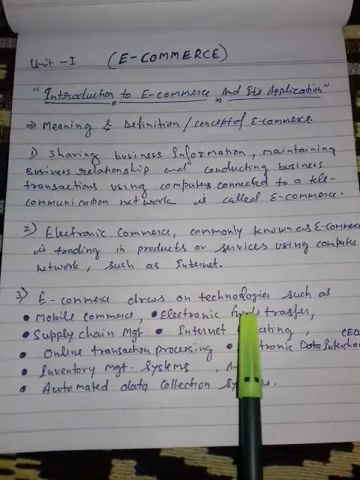 Unit - I (E-COMMERCE)
"Introduction to E-commerce And Its Application"
⇒ Meaning & Definition/concept of E-commerce.
1) Sharing business Information, maintaining
Business relationship and conducting business
transactions using computers connected to a tele-
communication network is called E-commerce.
2) Electronic Commerce, commonly known as E-commerce
is trading in products or services using computer
network, such as Internet.
3) E-commerce draws on technologies such as
• Mobile commerce, • Electronic trasfer,
• Supply chain Mgt • Internet
• Online transaction processing • Data
• Inventory Mgt. Systems,
• Automated data Collection